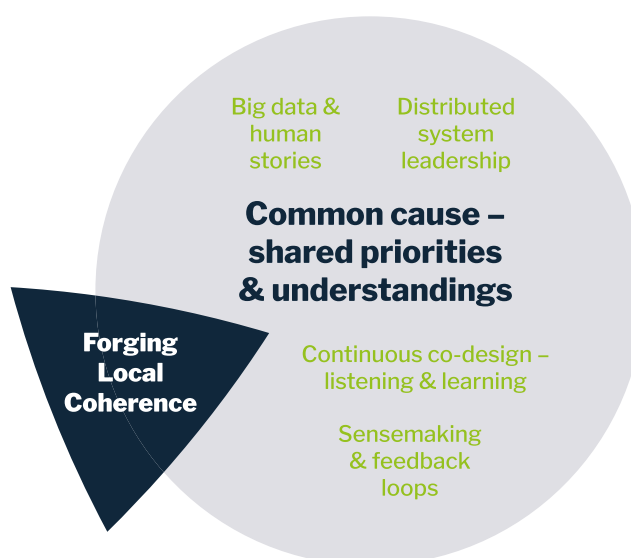 Big data &
human
stories
Distributed
system
leadership
Common cause –
shared priorities
& understandings
Forging
Local
Coherence
Continuous co-design –
listening & learning
Sensemaking
& feedback
loops